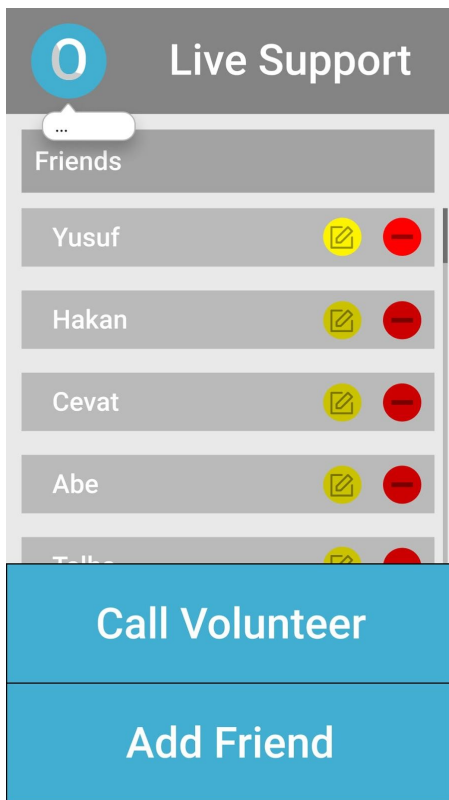 O
Live Support
...
Friends
Yusuf
Hakan
Cevat
Abe
Call Volunteer
Add Friend